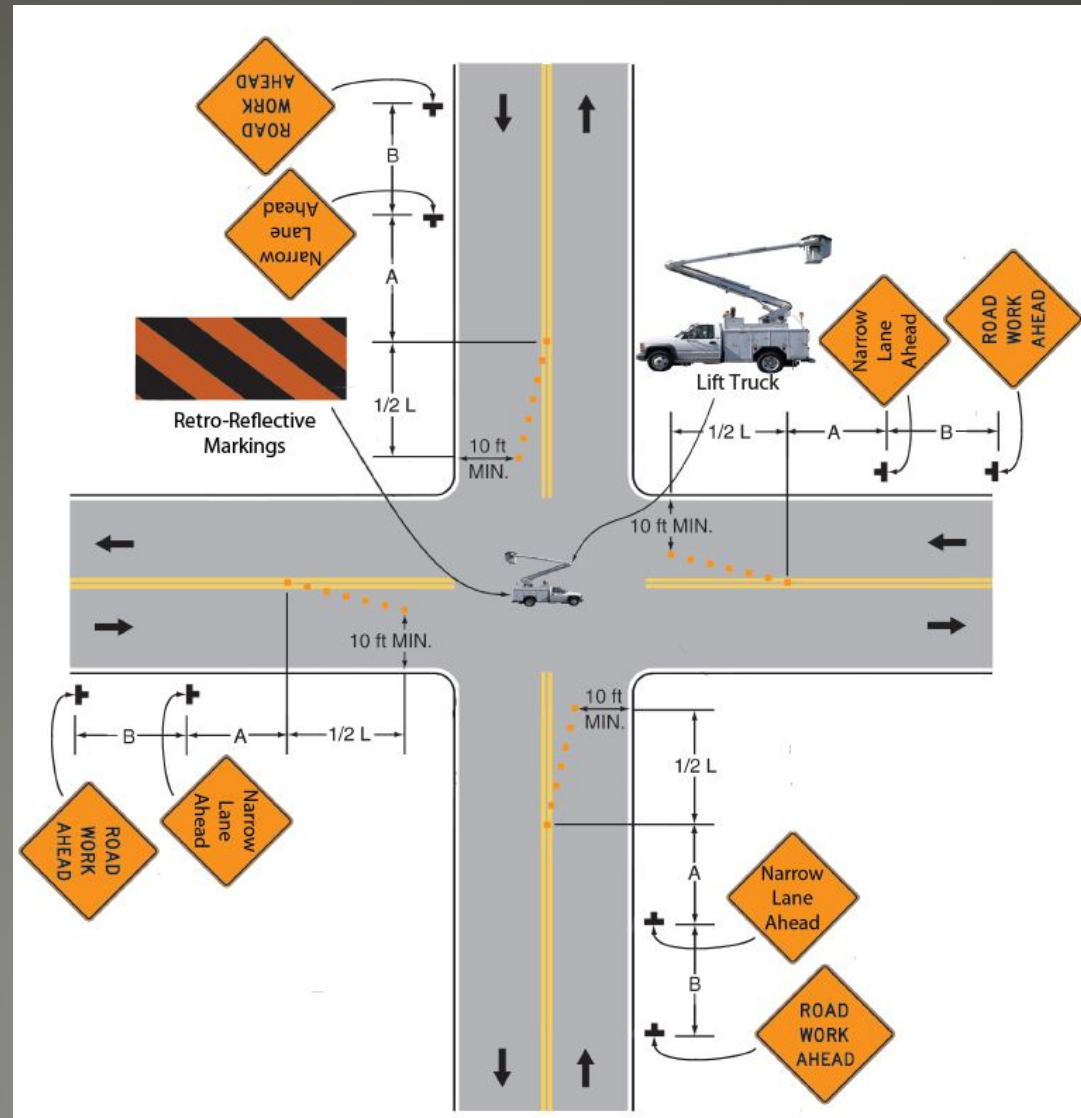 ROAD
WORK
AHEAD
B
Narrow
Lane
Ahead
A
Retro-Reflective
Markings
1/2 L
10 ft
MIN.
Lift Truck
Narrow
Lane
Ahead
ROAD
WORK
AHEAD
1/2 L
A
B
10 ft MIN.
10 ft MIN.
B
A
1/2 L
ROAD
WORK
AHEAD
Narrow
Lane
Ahead
10 ft
MIN.
1/2 L
A
Narrow
Lane
Ahead
B
ROAD
WORK
AHEAD